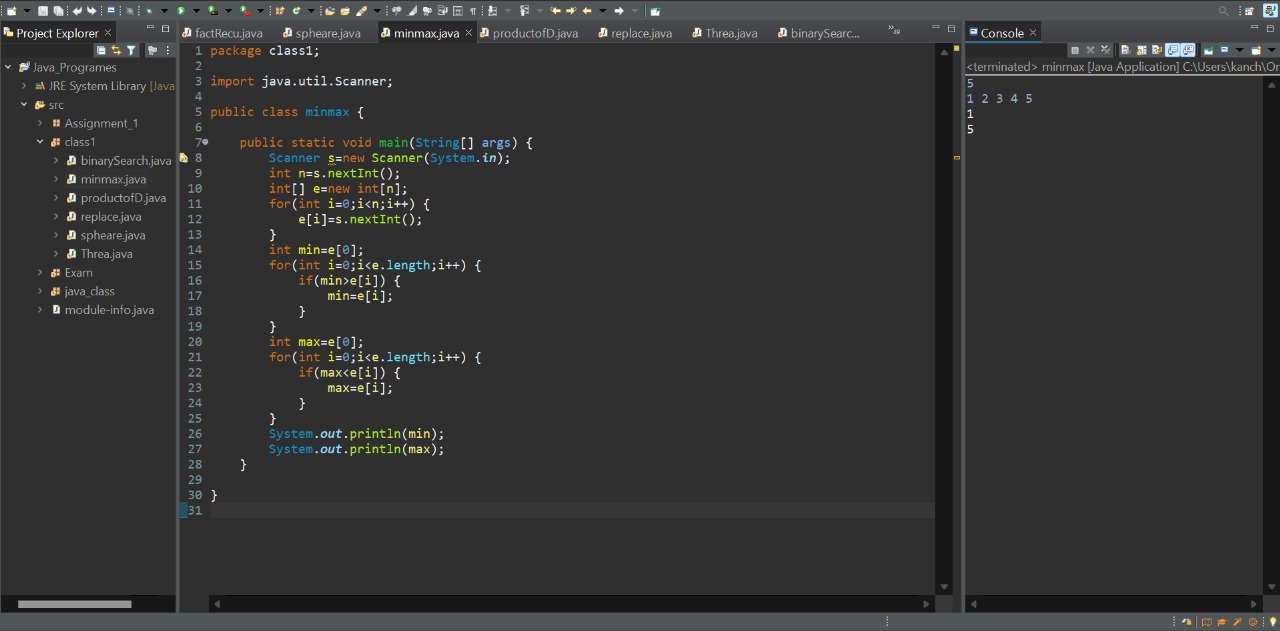 Project Explorer
Java_Programes
JRE System Library [Java
src
Assignment_1
class1
binarySearch.java
minmax.java
productofD.java
replace.java
spheare.java
Threa.java
Exam
java_class
module-info.java
factRecu.java spheare.java minmax.java productofD.java replace.java Threa.java binarySearc...
1 package class1;
2
3 import java.util.Scanner;
4
5 public class minmax {
6
7 public static void main(String[] args) {
8 Scanner s=new Scanner(System.in);
9 int n=s.nextInt();
10 int[] e=new int[n];
11 for(int i=0;i<n;i++) {
12 e[i]=s.nextInt();
13 }
14 int min=e[0];
15 for(int i=0;i<e.length;i++) {
16 if(min>e[i]) {
17 min=e[i];
18 }
19 }
20 int max=e[0];
21 for(int i=0;i<e.length;i++) {
22 if(max<e[i]) {
23 max=e[i];
24 }
25 }
26 System.out.println(min);
27 System.out.println(max);
28 }
29
30 }
31
Console
<terminated> minmax [Java Application] C:\Users\kanch\Or
5
1 2 3 4 5
1
5